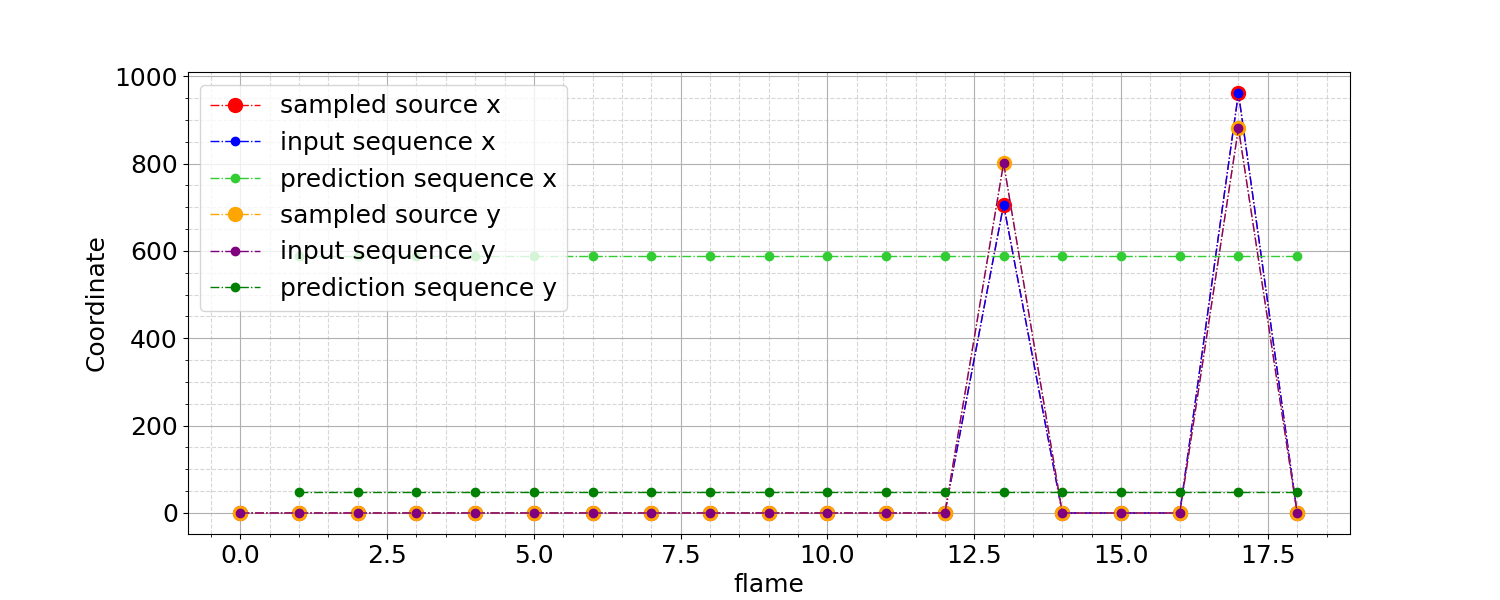 1000
800
600
400
200
0
Coordinate
sampled source x
input sequence x
prediction sequence x
sampled source y
input sequence y
prediction sequence y
0.0 2.5 5.0 7.5 10.0 12.5 15.0 17.5
flame